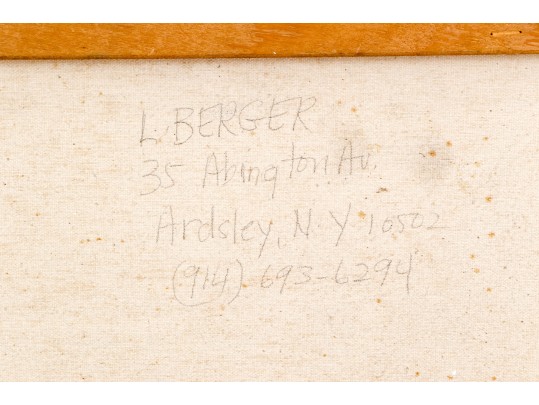 L. BERGER
35 Abington Av.
Ardsley, N.Y. 10502
(914) 693-6294